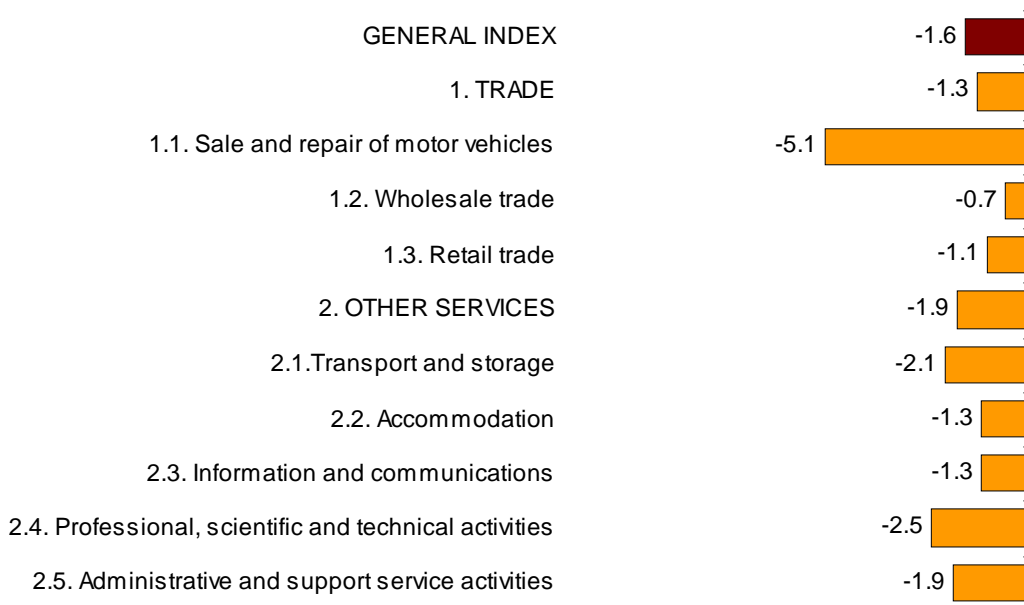 GENERAL INDEX -1.6
1. TRADE -1.3
1.1. Sale and repair of motor vehicles -5.1
1.2. Wholesale trade -0.7
1.3. Retail trade -1.1
2. OTHER SERVICES -1.9
2.1.Transport and storage -2.1
2.2. Accommodation -1.3
2.3. Information and communications -1.3
2.4. Professional, scientific and technical activities -2.5
2.5. Administrative and support service activities -1.9